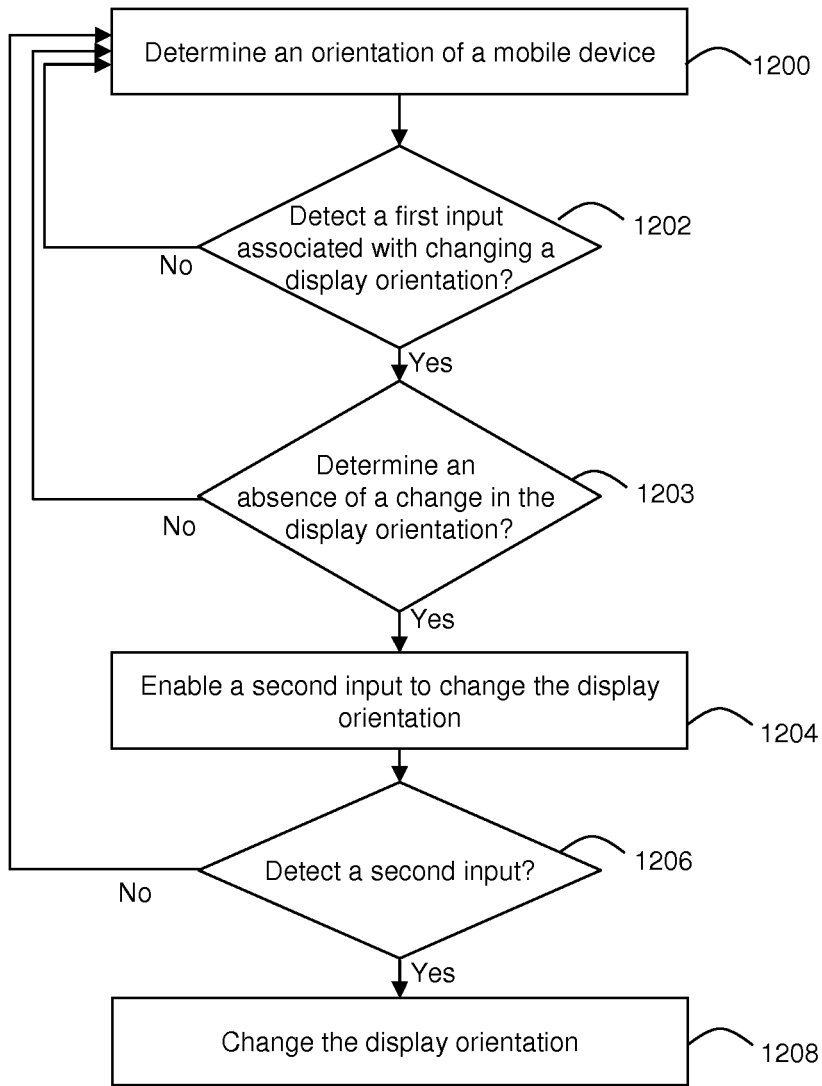 Determine an orientation of a mobile device
1200
Detect a first input
associated with changing a
display orientation?
1202
No
Yes
Determine an
absence of a change in the
display orientation?
1203
No
Yes
Enable a second input to change the display
orientation
1204
Detect a second input?
1206
No
Yes
Change the display orientation
1208